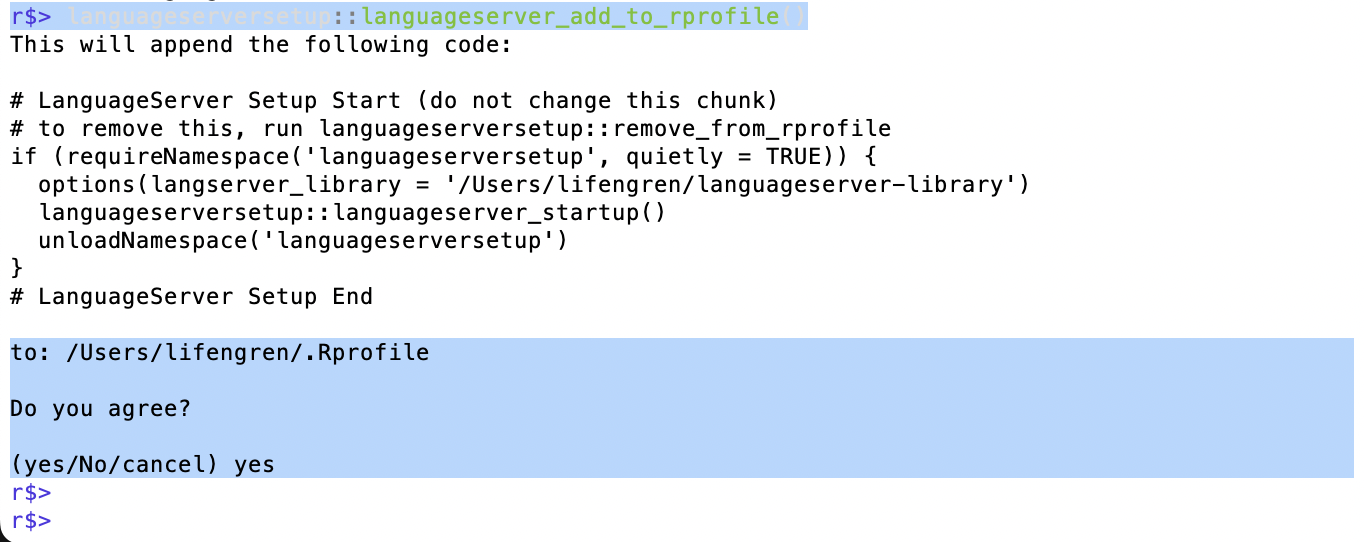 r$> languageserversetup::languageserver_add_to_rprofile()
This will append the following code:
# LanguageServer Setup Start (do not change this chunk)
# to remove this, run languageserversetup::remove_from_rprofile
if (requireNamespace('languageserversetup', quietly = TRUE)) {
  options(langserver_library = '/Users/lifengren/languageserver-library')
  languageserversetup::languageserver_startup()
  unloadNamespace('languageserversetup')
}
# LanguageServer Setup End
to: /Users/lifengren/.Rprofile
Do you agree?
(yes/No/cancel) yes
r$>
r$>